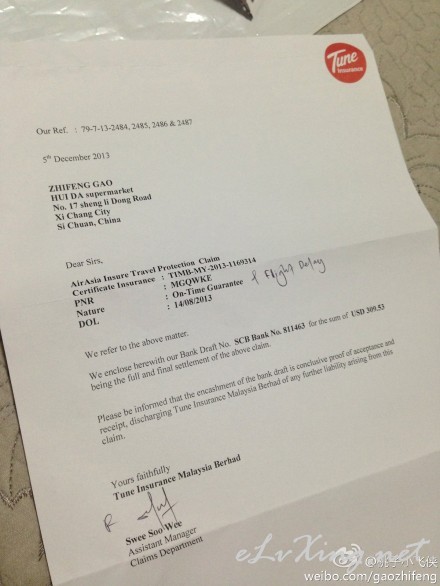 Tune
Insurance
Our Ref. : 79-7-13-2484, 2485, 2486 & 2487
5th December 2013
ZHIFENG GAO
HUI DA supermarket
No. 17 sheng li Dong Road
Xi Chang City
Si Chuan, China
Dear Sirs,
AirAsia Insure Travel Protection Claim
Certificate Insurance : TIMB-MY-2013-1169314
PNR : MGQWKE
Nature : On-Time Guarantee & Flight Delay
DOL : 14/08/2013
We refer to the above matter.
We enclose herewith our Bank Draft No. SCB Bank No. 811463 for the sum of USD 309.53
being the full and final settlement of the above claim.
Please be informed that the encashment of the bank draft is conclusive proof of acceptance and
receipt, discharging Tune Insurance Malaysia Berhad of any further liability arising from this
claim.
Yours faithfully
Tune Insurance Malaysia Berhad
Swee Soo Wee
Assistant Manager
Claims Department
eLvXing.net
weibo.com/gaozhifeng